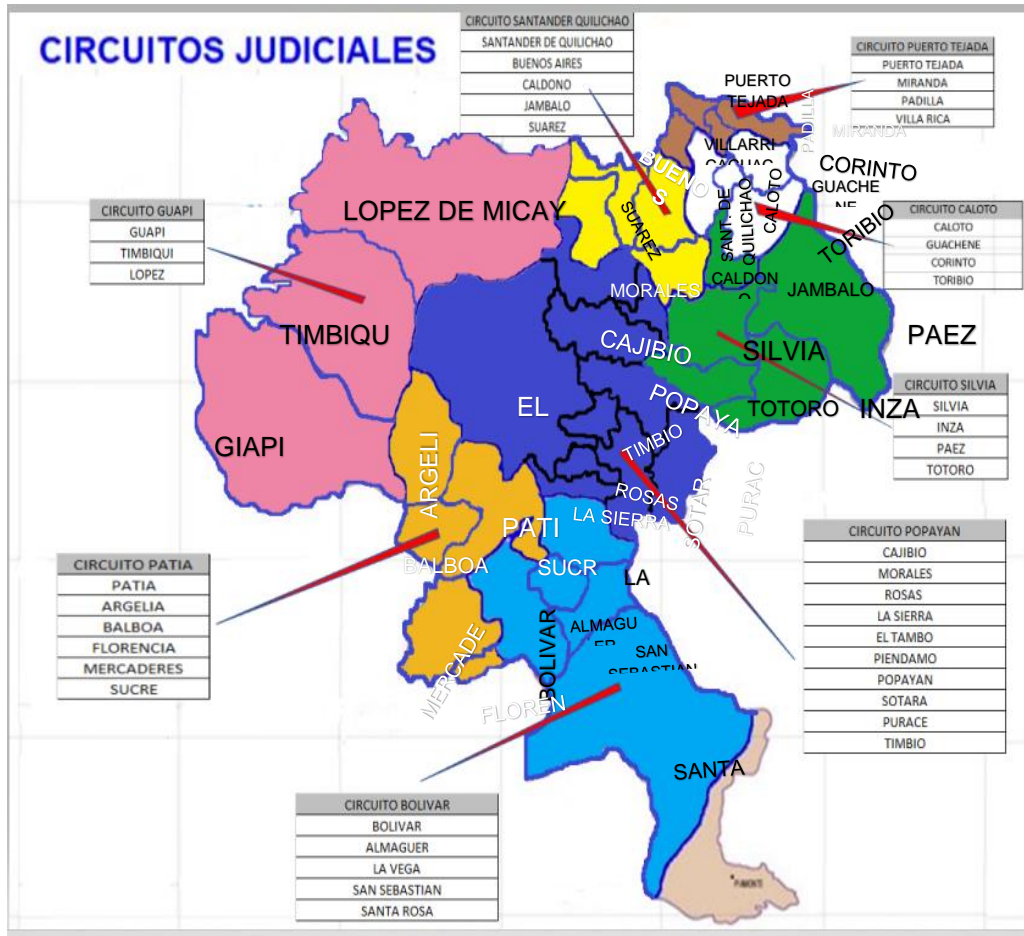 CIRCUITOS JUDICIALES
CIRCUITO SANTANDER QUILICHAO
SANTANDER DE QUILICHAO
BUENOS AIRES
CALDONO
JAMBALO
SUAREZ
CIRCUITO PUERTO TEJADA
PUERTO TEJADA
MIRANDA
PADILLA
VILLA RICA
PUERTO
TEJADA
PADILLA
MIRANDA
VILLARRI
CORINTO
GUACHE
NE
BUENO
S
SUAREZ
SANT. DE
QUILICHAO
CALOTO
TORIBIO
CIRCUITO CALOTO
CALOTO
GUACHENE
CORINTO
TORIBIO
CIRCUITO GUAPI
GUAPI
TIMBIQUI
LOPEZ
LOPEZ DE MICAY
CALDON
MORALES
JAMBALO
TIMBIQU
CAJIBIO
SILVIA
PAEZ
CIRCUITO SILVIA
SILVIA
INZA
PAEZ
TOTORO
EL
POPAYA
TOTORO
INZA
GIAPI
ARGELI
TIMBIO
ROSAS
SOTAR
PURAC
PATI
LA SIERRA
BALBOA
SUCR
LA
CIRCUITO PATIA
PATIA
ARGELIA
BALBOA
FLORENCIA
MERCADERES
SUCRE
CIRCUITO POPAYAN
CAJIBIO
MORALES
ROSAS
LA SIERRA
EL TAMBO
PIENDAMO
POPAYAN
SOTARA
PURACE
TIMBIO
MERCADE
BOLIVAR
ALMAGU
ER
SAN
SEBASTIAN
FLOREN
SANTA
CIRCUITO BOLIVAR
BOLIVAR
ALMAGUER
LA VEGA
SAN SEBASTIAN
SANTA ROSA